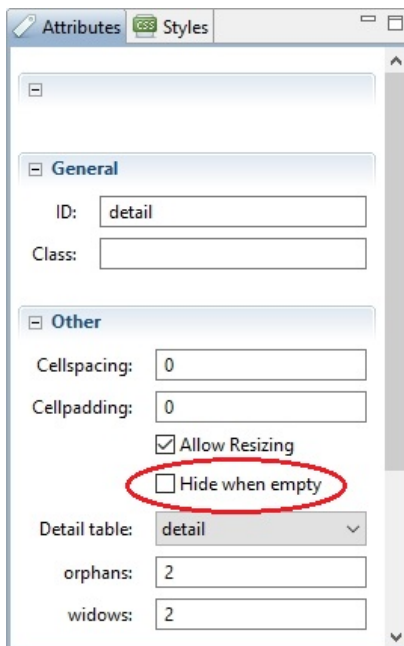 Attributes CSS Styles
General
ID: detail
Class:
Other
Cellspacing: 0
Cellpadding: 0
Allow Resizing
Hide when empty
Detail table: detail
orphans: 2
widows: 2